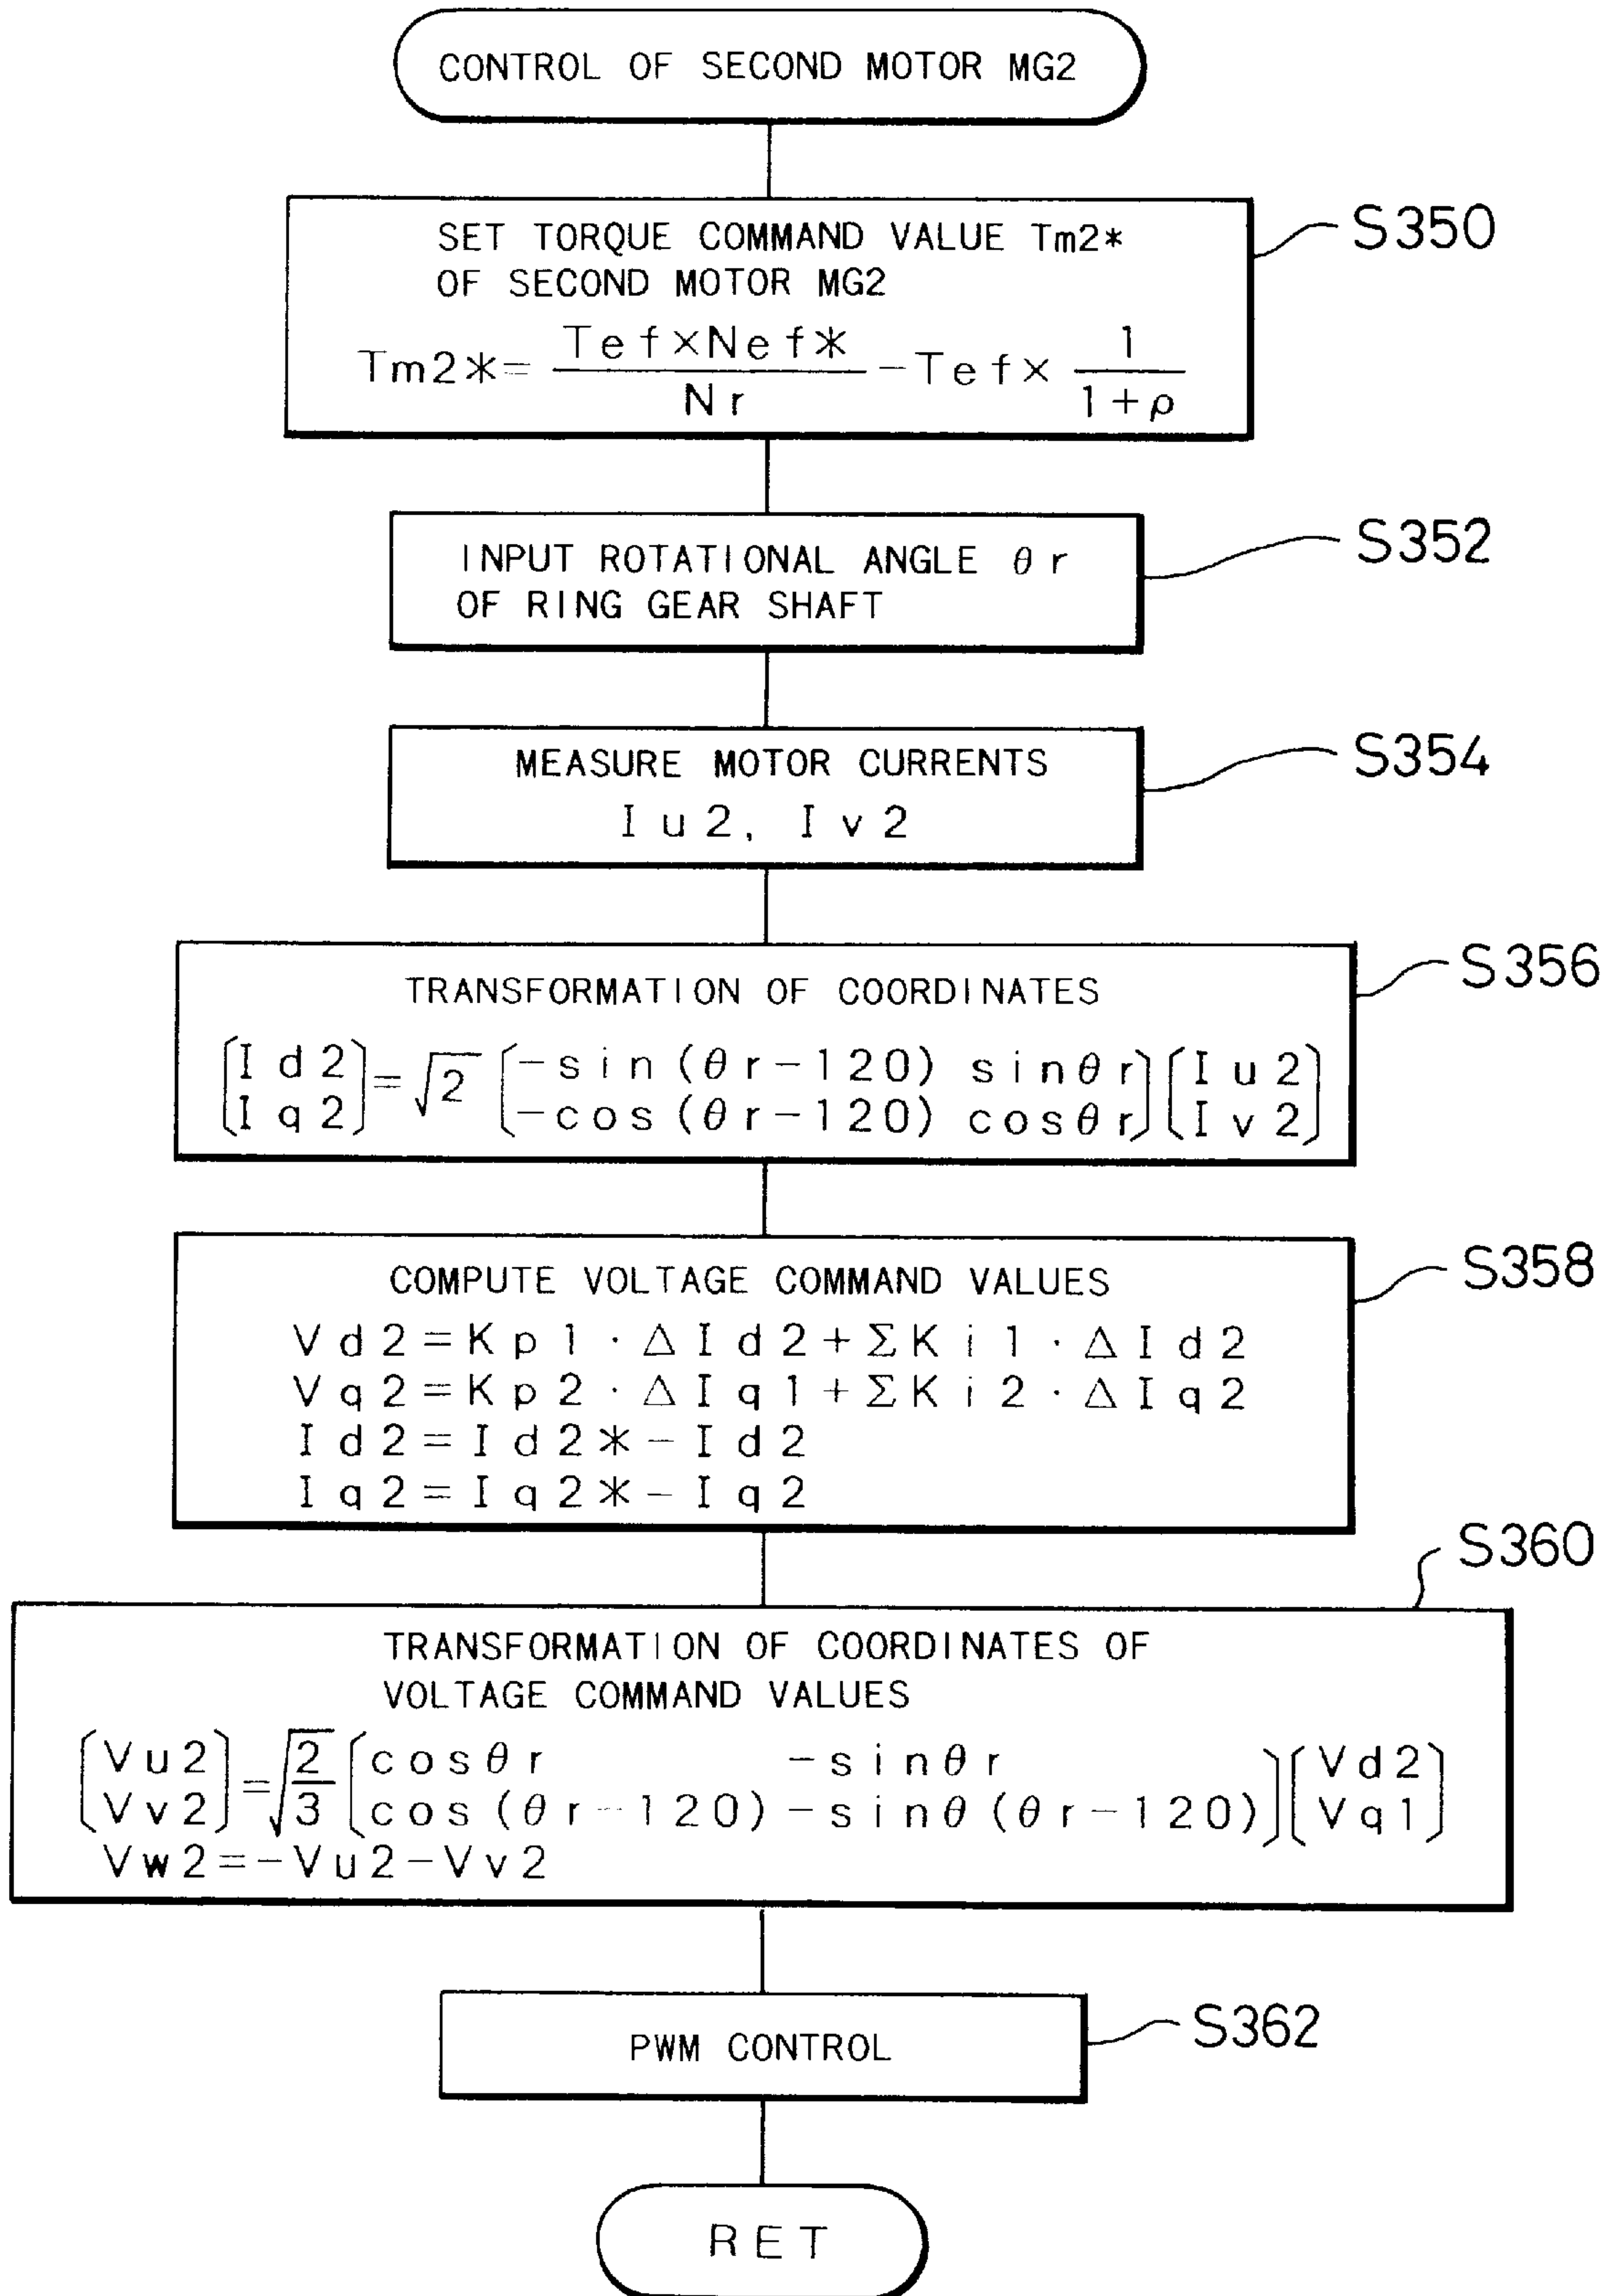 CONTROL OF SECOND MOTOR MG2
SET TORQUE COMMAND VALUE Tm2*
OF SECOND MOTOR MG2
Tm2*= Tef×Nef*/Nr −Tef× 1/1+ρ
S350
INPUT ROTATIONAL ANGLE θr
OF RING GEAR SHAFT
S352
MEASURE MOTOR CURRENTS
Iu2, Iv2
S354
TRANSFORMATION OF COORDINATES
S356
[Id2 Iq2]=√2 [−sin(θr−120) sinθr
−cos(θr−120) cosθr][Iu2 Iv2]
COMPUTE VOLTAGE COMMAND VALUES
S358
Vd2=Kp1·ΔId2+ΣKi1·ΔId2
Vq2=Kp2·ΔIq1+ΣKi2·ΔIq2
Id2=Id2*−Id2
Iq2=Iq2*−Iq2
S360
TRANSFORMATION OF COORDINATES OF
VOLTAGE COMMAND VALUES
[Vu2 Vv2]=√2/3 [cosθr −sinθr
cos(θr−120) −sinθ(θr−120)][Vd2 Vq1]
Vw2=−Vu2−Vv2
PWM CONTROL
S362
RET